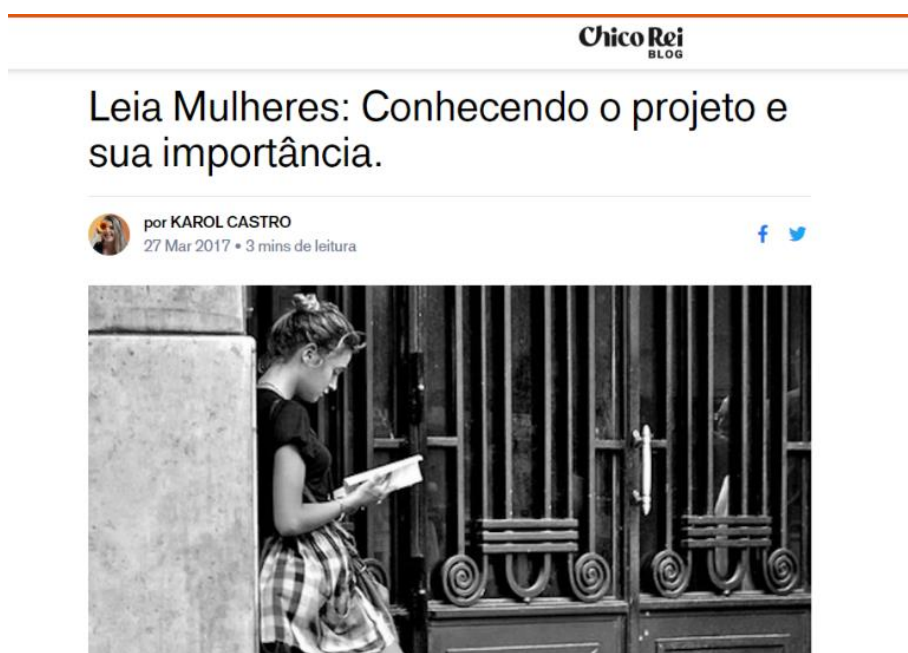 Chico Rei
BLOG
Leia Mulheres: Conhecendo o projeto e
sua importância.
por KAROL CASTRO
27 Mar 2017 • 3 mins de leitura